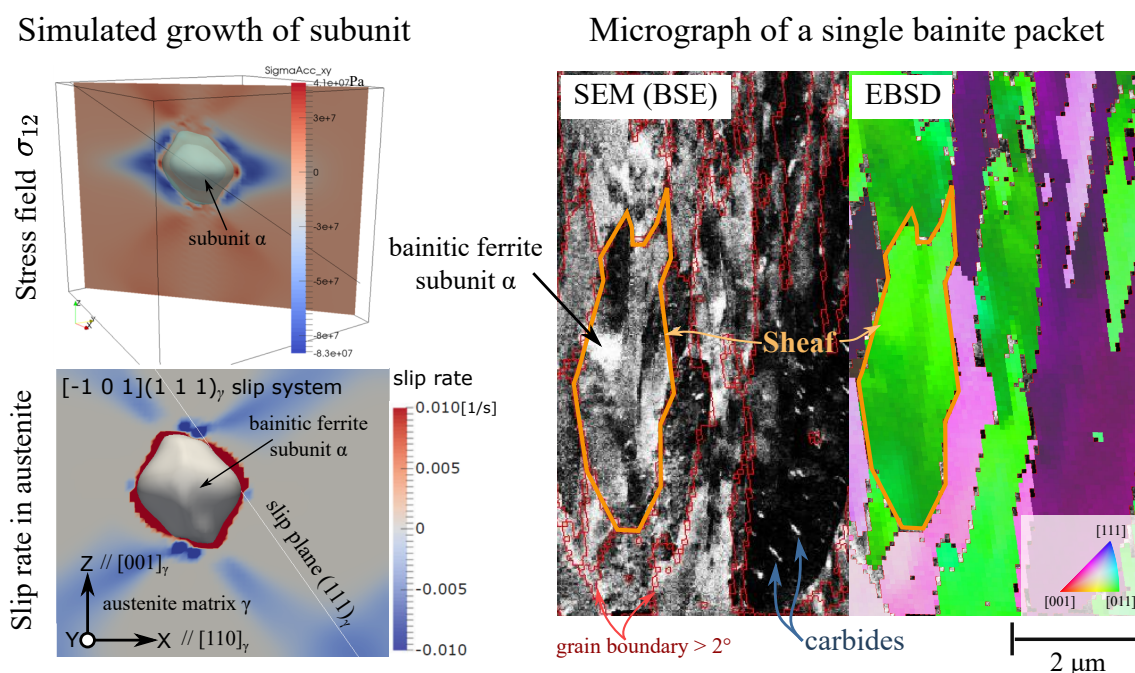 Simulated growth of subunit
Micrograph of a single bainite packet
Stress field σ12
SigmaAcc_xy
4.1e+07Pa
3e+7
0
-3e+7
-5e+7
-8e+7
-8.3e+07
subunit α
Z
Y
X
Slip rate in austenite
[-1 0 1](1 1 1)γ slip system
bainitic ferrite
subunit α
slip plane (111)γ
Z // [001]γ
austenite matrix γ
Y
X // [110]γ
slip rate
0.010[1/s]
0.005
0
-0.005
-0.010
SEM (BSE)
EBSD
bainitic ferrite
subunit α
Sheaf
[111]
[001]
[011]
grain boundary > 2°
carbides
2 μm